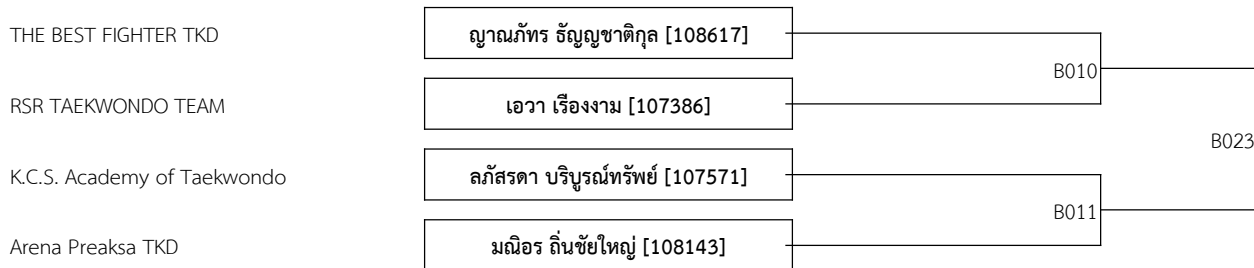 THE BEST FIGHTER TKD ญาณภัทร ธัญญชาติกุล [108617]
B010
RSR TAEKWONDO TEAM เอวา เรืองงาม [107386]
B023
K.C.S. Academy of Taekwondo ลภัสรดา บริบูรณ์ทรัพย์ [107571]
B011
Arena Preaksa TKD มณิอร ถิ่นชัยใหญ่ [108143]